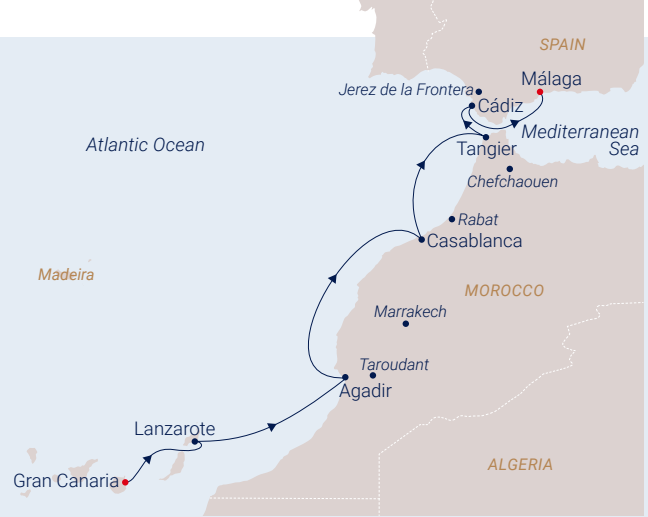 SPAIN
Málaga
Jerez de la Frontera
Cádiz
Mediterranean
Sea
Atlantic Ocean
Tangier
Chefchaouen
Rabat
Casablanca
Madeira
MOROCCO
Marrakech
Taroudant
Agadir
Lanzarote
ALGERIA
Gran Canaria